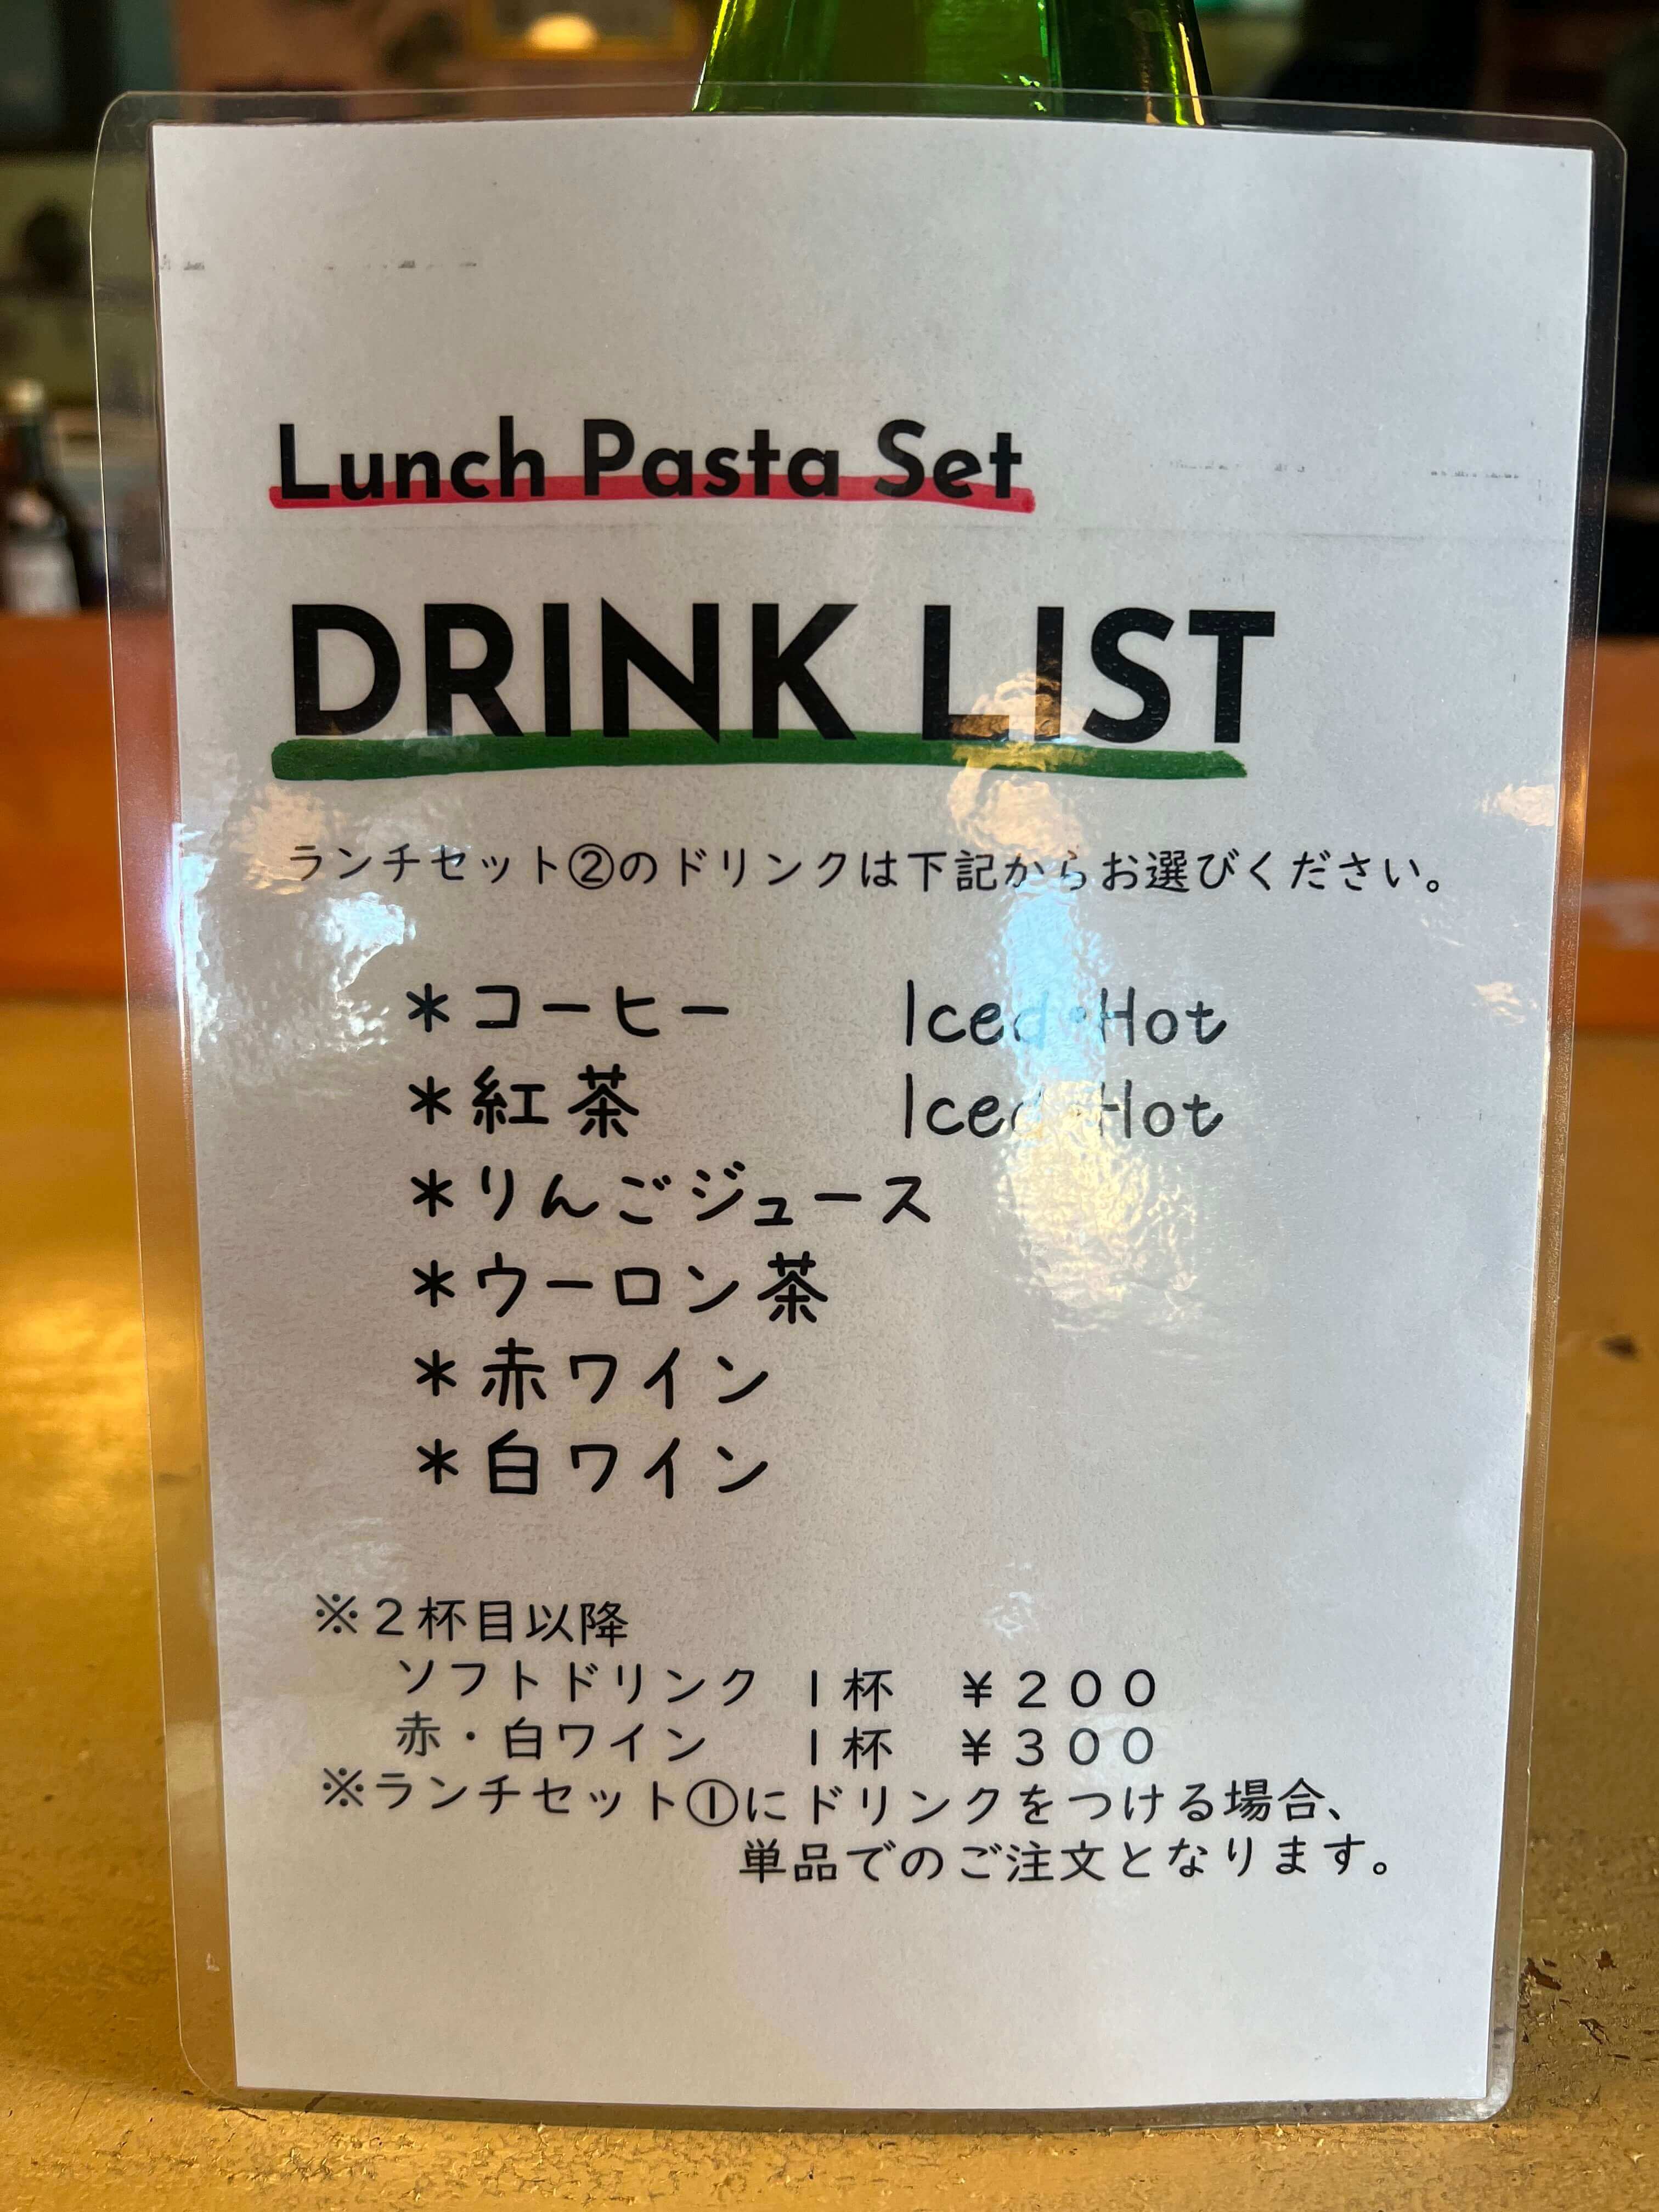 Lunch Pasta Set
DRINK LIST
ランチセット②のドリンクは下記からお選びください。
＊コーヒー Iced・Hot
＊紅茶 Iced・Hot
＊りんごジュース
＊ウーロン茶
＊赤ワイン
＊白ワイン
※２杯目以降
ソフトドリンク １杯 ￥２００
赤・白ワイン １杯 ￥３００
※ランチセット①にドリンクをつける場合、
単品でのご注文となります。